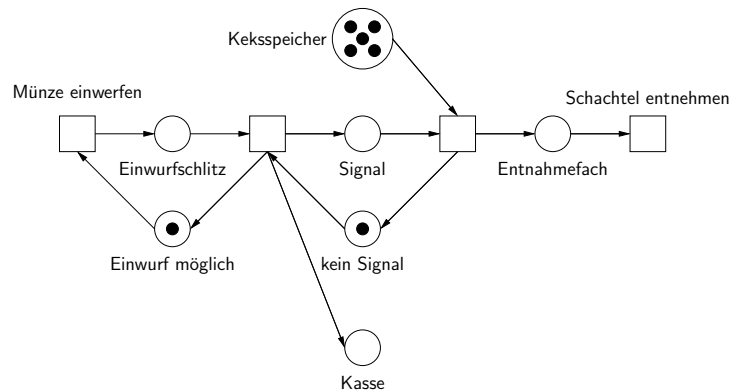 Keksspeicher
Münze einwerfen
Schachtel entnehmen
Einwurfschlitz
Signal
Entnahmefach
Einwurf möglich
kein Signal
Kasse